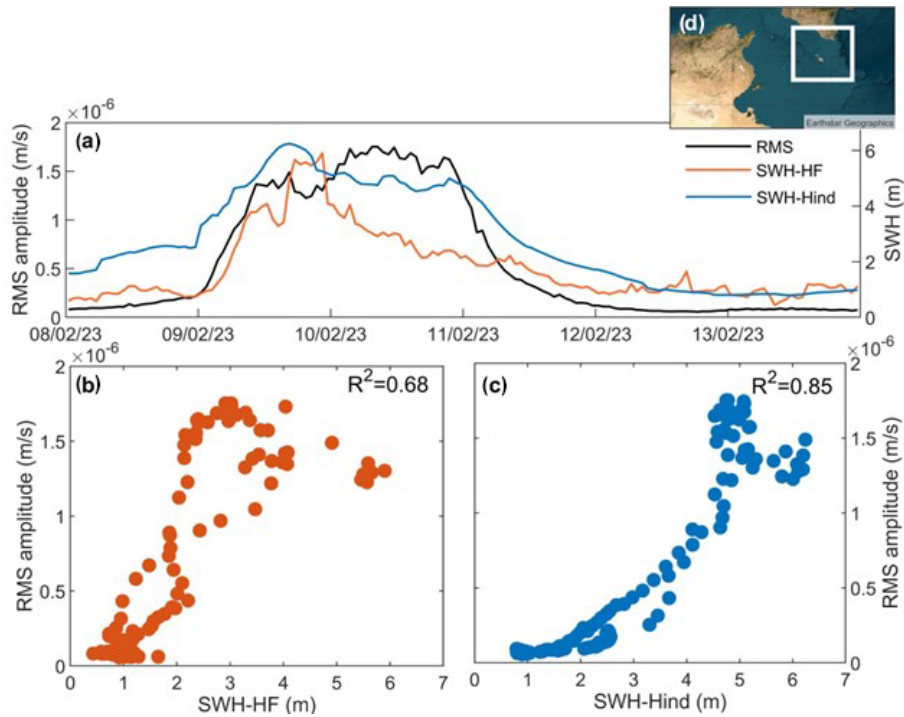 (d)
Earthstar Geographics
×10-6
(a)
RMS
SWH-HF
SWH-Hind
RMS amplitude (m/s)
2
1.5
1
0.5
0
6
4
2
0
SWH (m)
08/02/23 09/02/23 10/02/23 11/02/23 12/02/23 13/02/23
×10-6
(b)
R2=0.68
RMS amplitude (m/s)
2
1.5
1
0.5
0
0 1 2 3 4 5 6 7
SWH-HF (m)
×10-6
(c)
R2=0.85
2
1.5
1
0.5
0
RMS amplitude (m/s)
0 1 2 3 4 5 6 7
SWH-Hind (m)